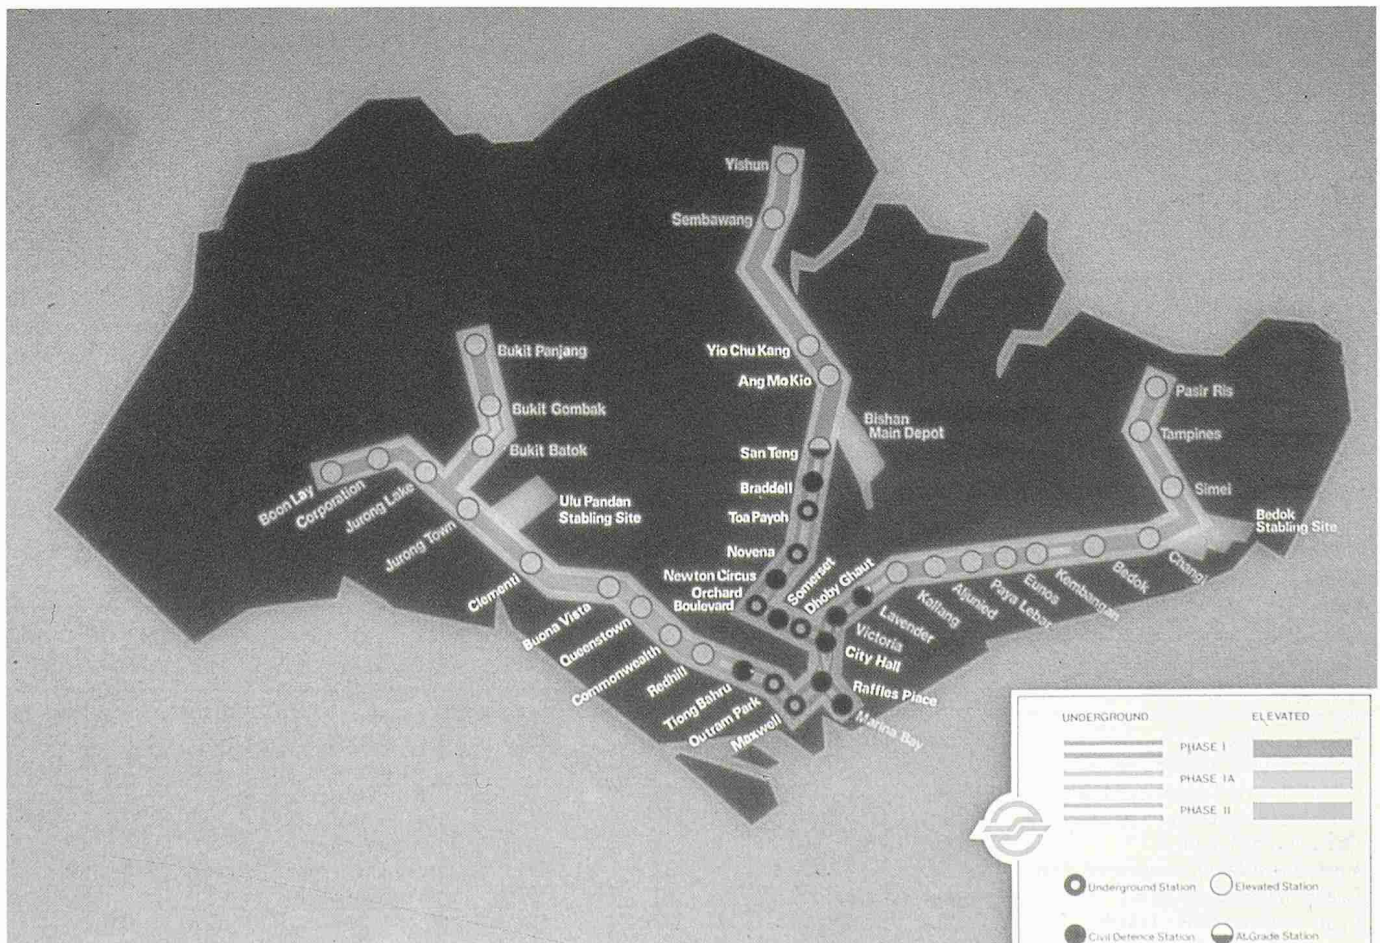 Yishun
Sembawang
Yio Chu Kang
Ang Mo Kio
Bishan
Main Depot
San Teng
Braddell
Toa Payoh
Novena
Newton Circus
Orchard
Boulevard
Somerset
Dhoby Ghaut
Bukit Panjang
Bukit Gombak
Bukit Batok
Boon Lay
Corporation
Jurong Lake
Jurong Town
Ulu Pandan
Stabling Site
Clementi
Buona Vista
Queenstown
Commonwealth
Redhill
Tiong Bahru
Outram Park
Maxwell
Marina Bay
Raffles Place
City Hall
Victoria
Lavender
Kallang
Aljunied
Paya Lebar
Eunos
Kembangan
Bedok
Changi
Bedok
Stabling Site
Simei
Tampines
Pasir Ris
UNDERGROUND ELEVATED
PHASE I
PHASE IA
PHASE II
Underground Station Elevated Station
Civil Defence Station At Grade Station